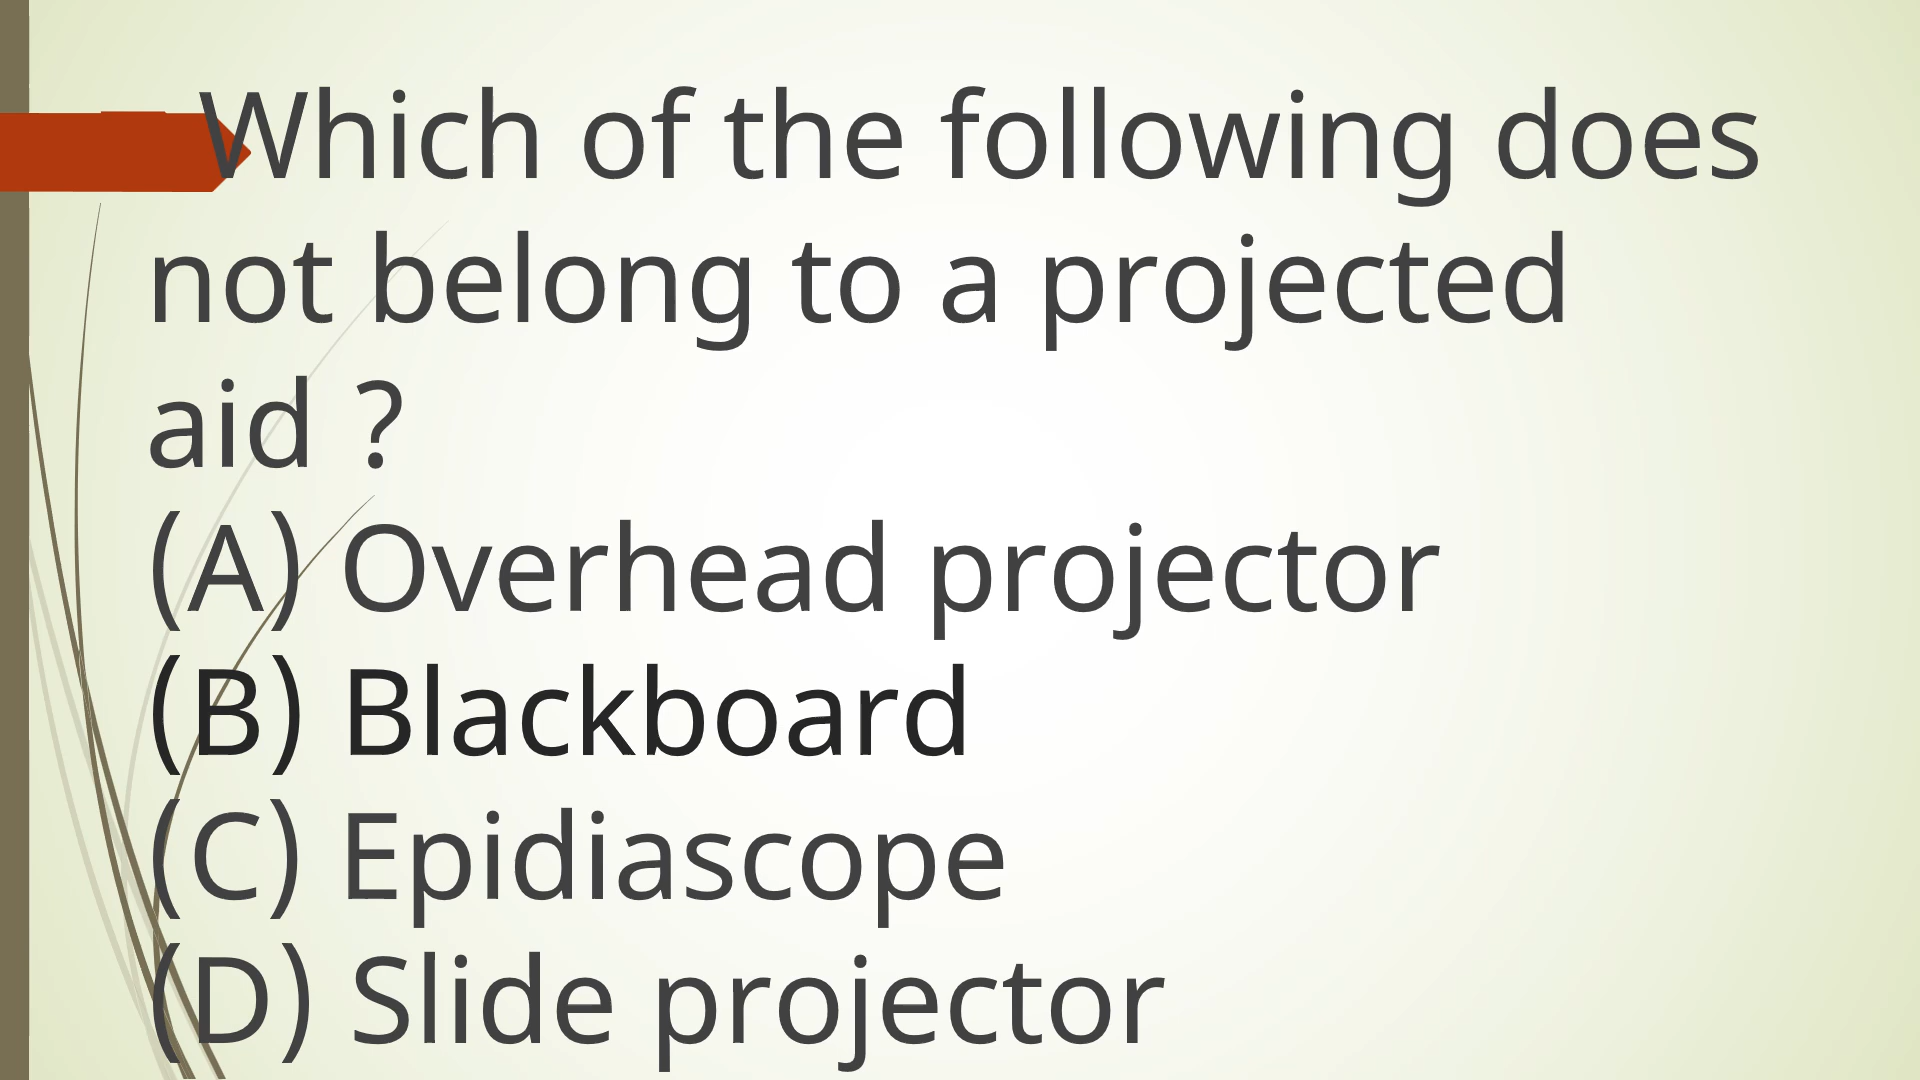 Which of the following does
not belong to a projected
aid ?
(A) Overhead projector
(B) Blackboard
(C) Epidiascope
(D) Slide projector